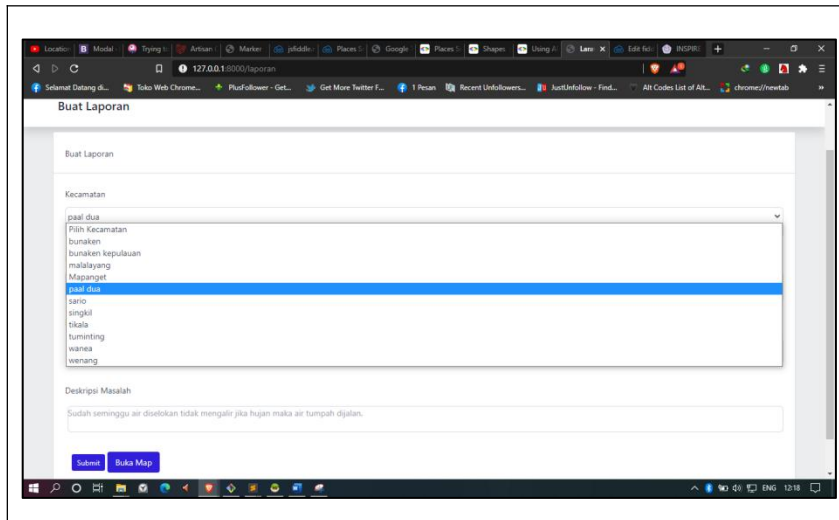 Location
Modal
Trying to
Artisan
Marker
jsfiddle
Places S
Google
Places S
Shapes
Using A
Lara
Edit fidd
INSPIRE
127.0.0.1:8000/laporan
Selamat Datang di... Toko Web Chrome... PlusFollower - Get... Get More Twitter F... 1 Pesan Recent Unfollowers... JustUnfollow - Find... Alt Codes List of Alt... chrome://newtab »
Buat Laporan
Buat Laporan
Kecamatan
paal dua
Pilih Kecamatan
bunaken
bunaken kepulauan
malalayang
Mapanget
paal dua
sario
singkil
tikala
tuminting
wanea
wenang
Deskripsi Masalah
Sudah seminggu air diselokan tidak mengalir jika hujan maka air tumpah dijalan.
Submit Buka Map
ENG 12:18